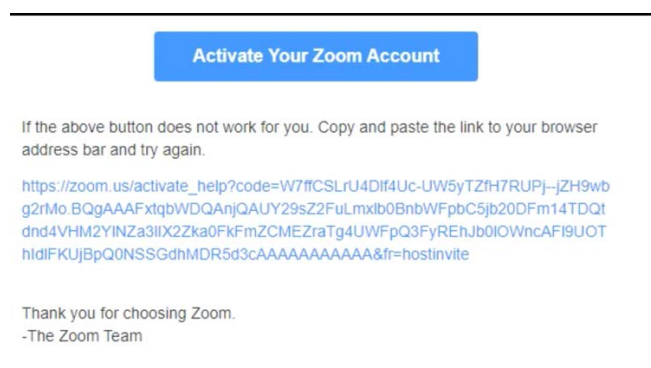 Activate Your Zoom Account
If the above button does not work for you. Copy and paste the link to your browser
address bar and try again.
https://zoom.us/activate_help?code=W7ffCSLrU4Dlf4Uc-UW5yTZfH7RUPj--jZH9wb
g2rMo.BQgAAAFxtqbWDQAnjQAUY29sZ2FuLmxlb0BnbWFpbC5jb20DFm14TDQt
dnd4VHM2YlNZa3lIX2Zka0FkFmZCMEZraTg4UWFpQ3FyREhJb0lOWncAFl9UOT
hIdlFKUjBpQ0NSSGdhMDR5d3cAAAAAAAAAAA&fr=hostinvite
Thank you for choosing Zoom.
-The Zoom Team